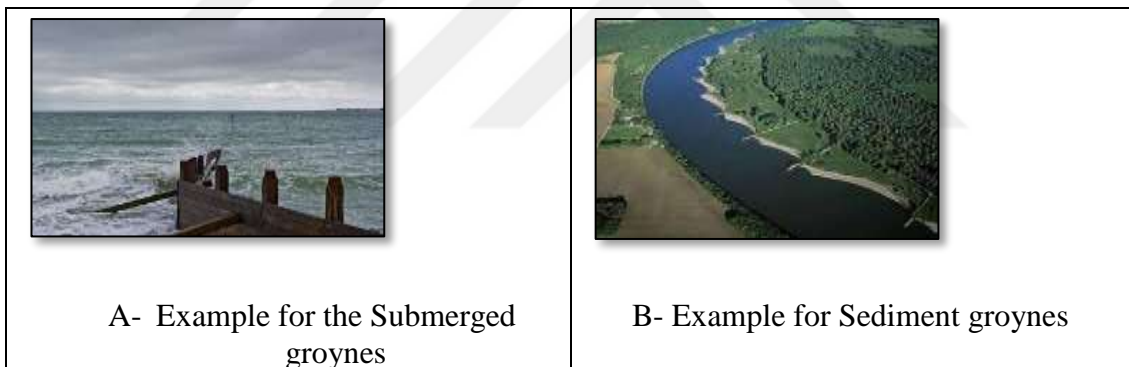 A- Example for the Submerged
groynes
B- Example for Sediment groynes